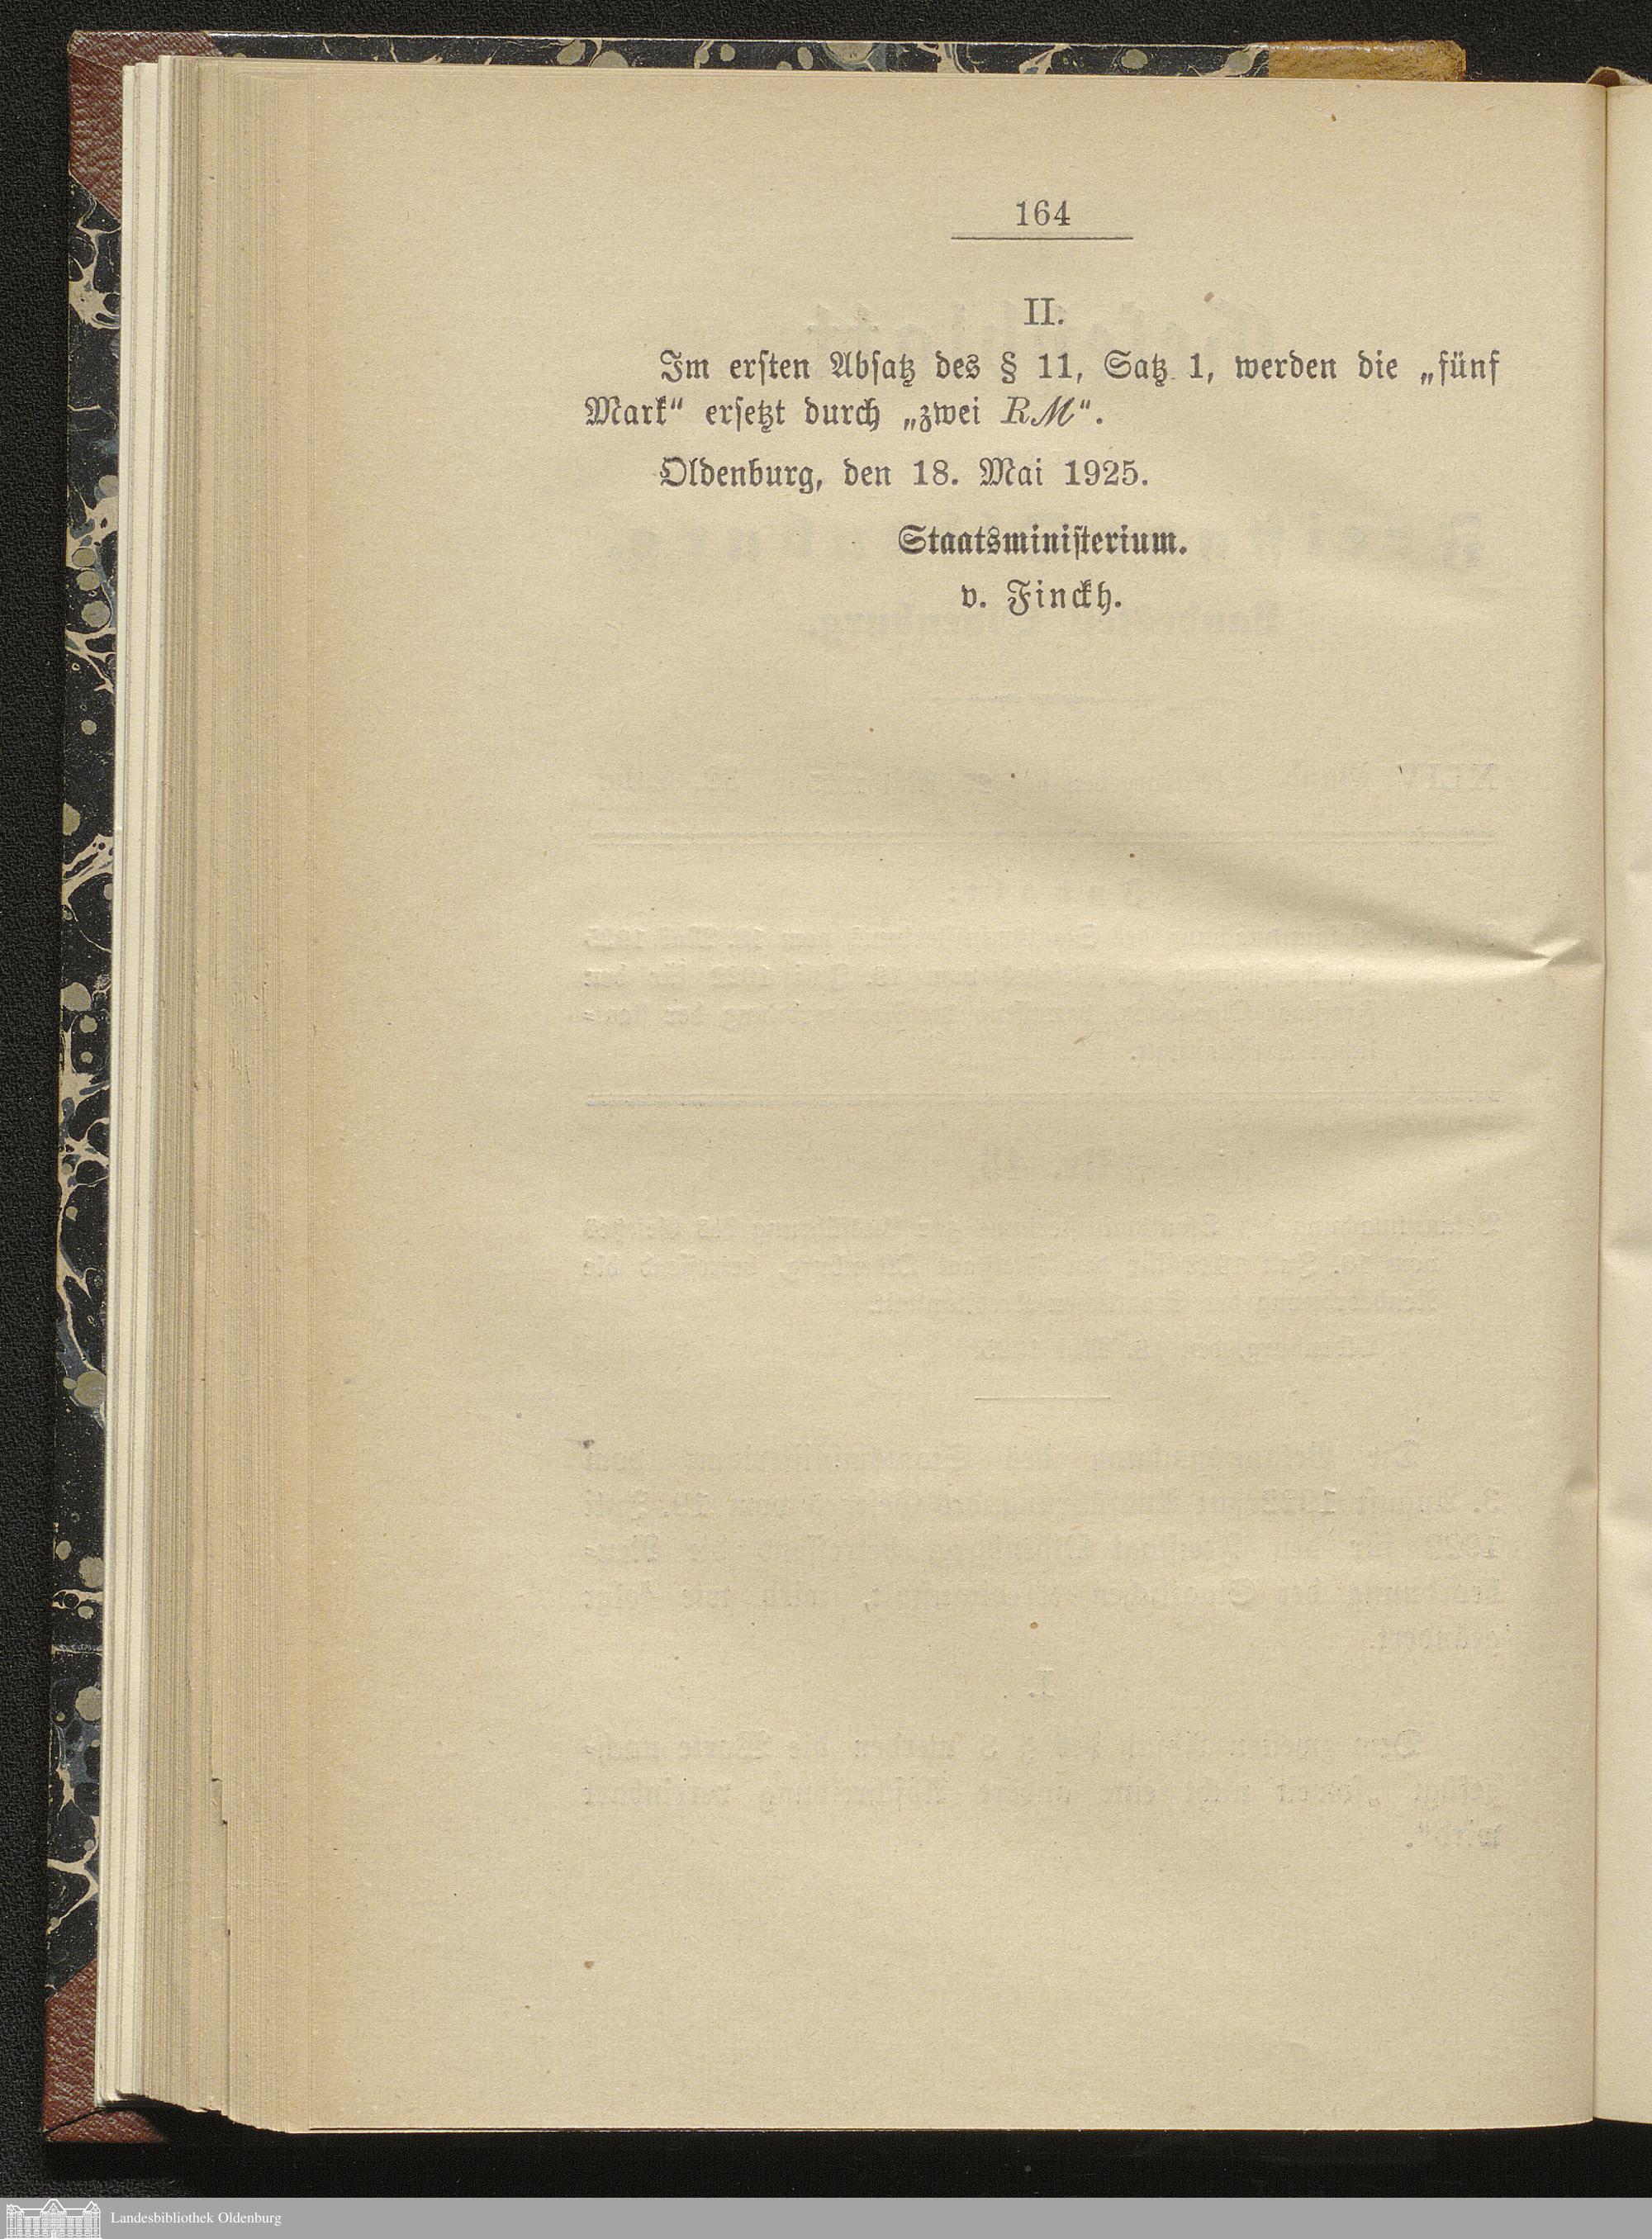 164
II.
Im ersten Absatz des § 11, Satz 1, werden die „fünf
Mark“ ersetzt durch „zwei RM“.
Oldenburg, den 18. Mai 1925.
Staatsministerium.
v. Finckh.
Landesbibliothek Oldenburg